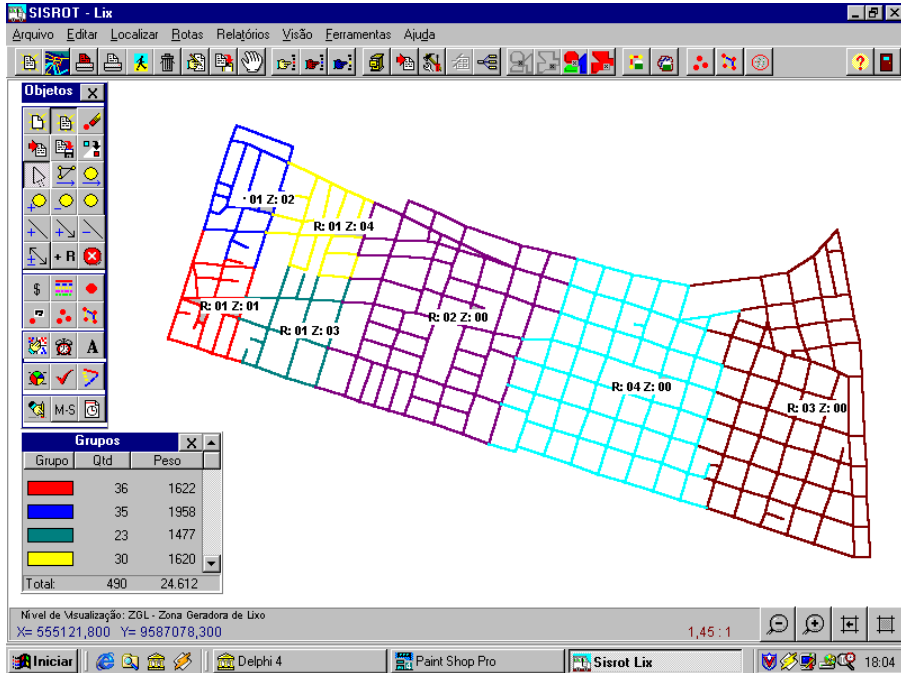 SISROT - Lix
Arquivo Editar Localizar Rotas Relatórios Visão Ferramentas Ajuda
Objetos X
+ R
$
A
M-S
01 Z: 02
R: 01 Z: 04
R: 01 Z: 01
R: 01 Z: 03
R: 02 Z: 00
R: 04 Z: 00
R: 03 Z: 00
Grupos X
Grupo Qtd Peso
36 1622
35 1958
23 1477
30 1620
Total: 490 24.612
Nível de Visualização: ZGL - Zona Geradora de Lixo
X= 555121,800 Y= 9587078,300
1,45 : 1
Iniciar Delphi 4 Paint Shop Pro Sisrot Lix 18:04